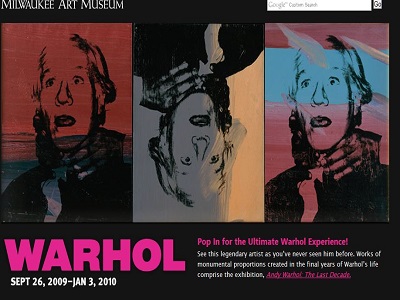 MILWAUKEE ART MUSEUM
Google™ Custom Search
Go
WARHOL
SEPT 26, 2009–JAN 3, 2010
Pop In for the Ultimate Warhol Experience!
See this legendary artist as you've never seen him before. Works of
monumental proportions created in the final years of Warhol's life
comprise the exhibition, Andy Warhol: The Last Decade.